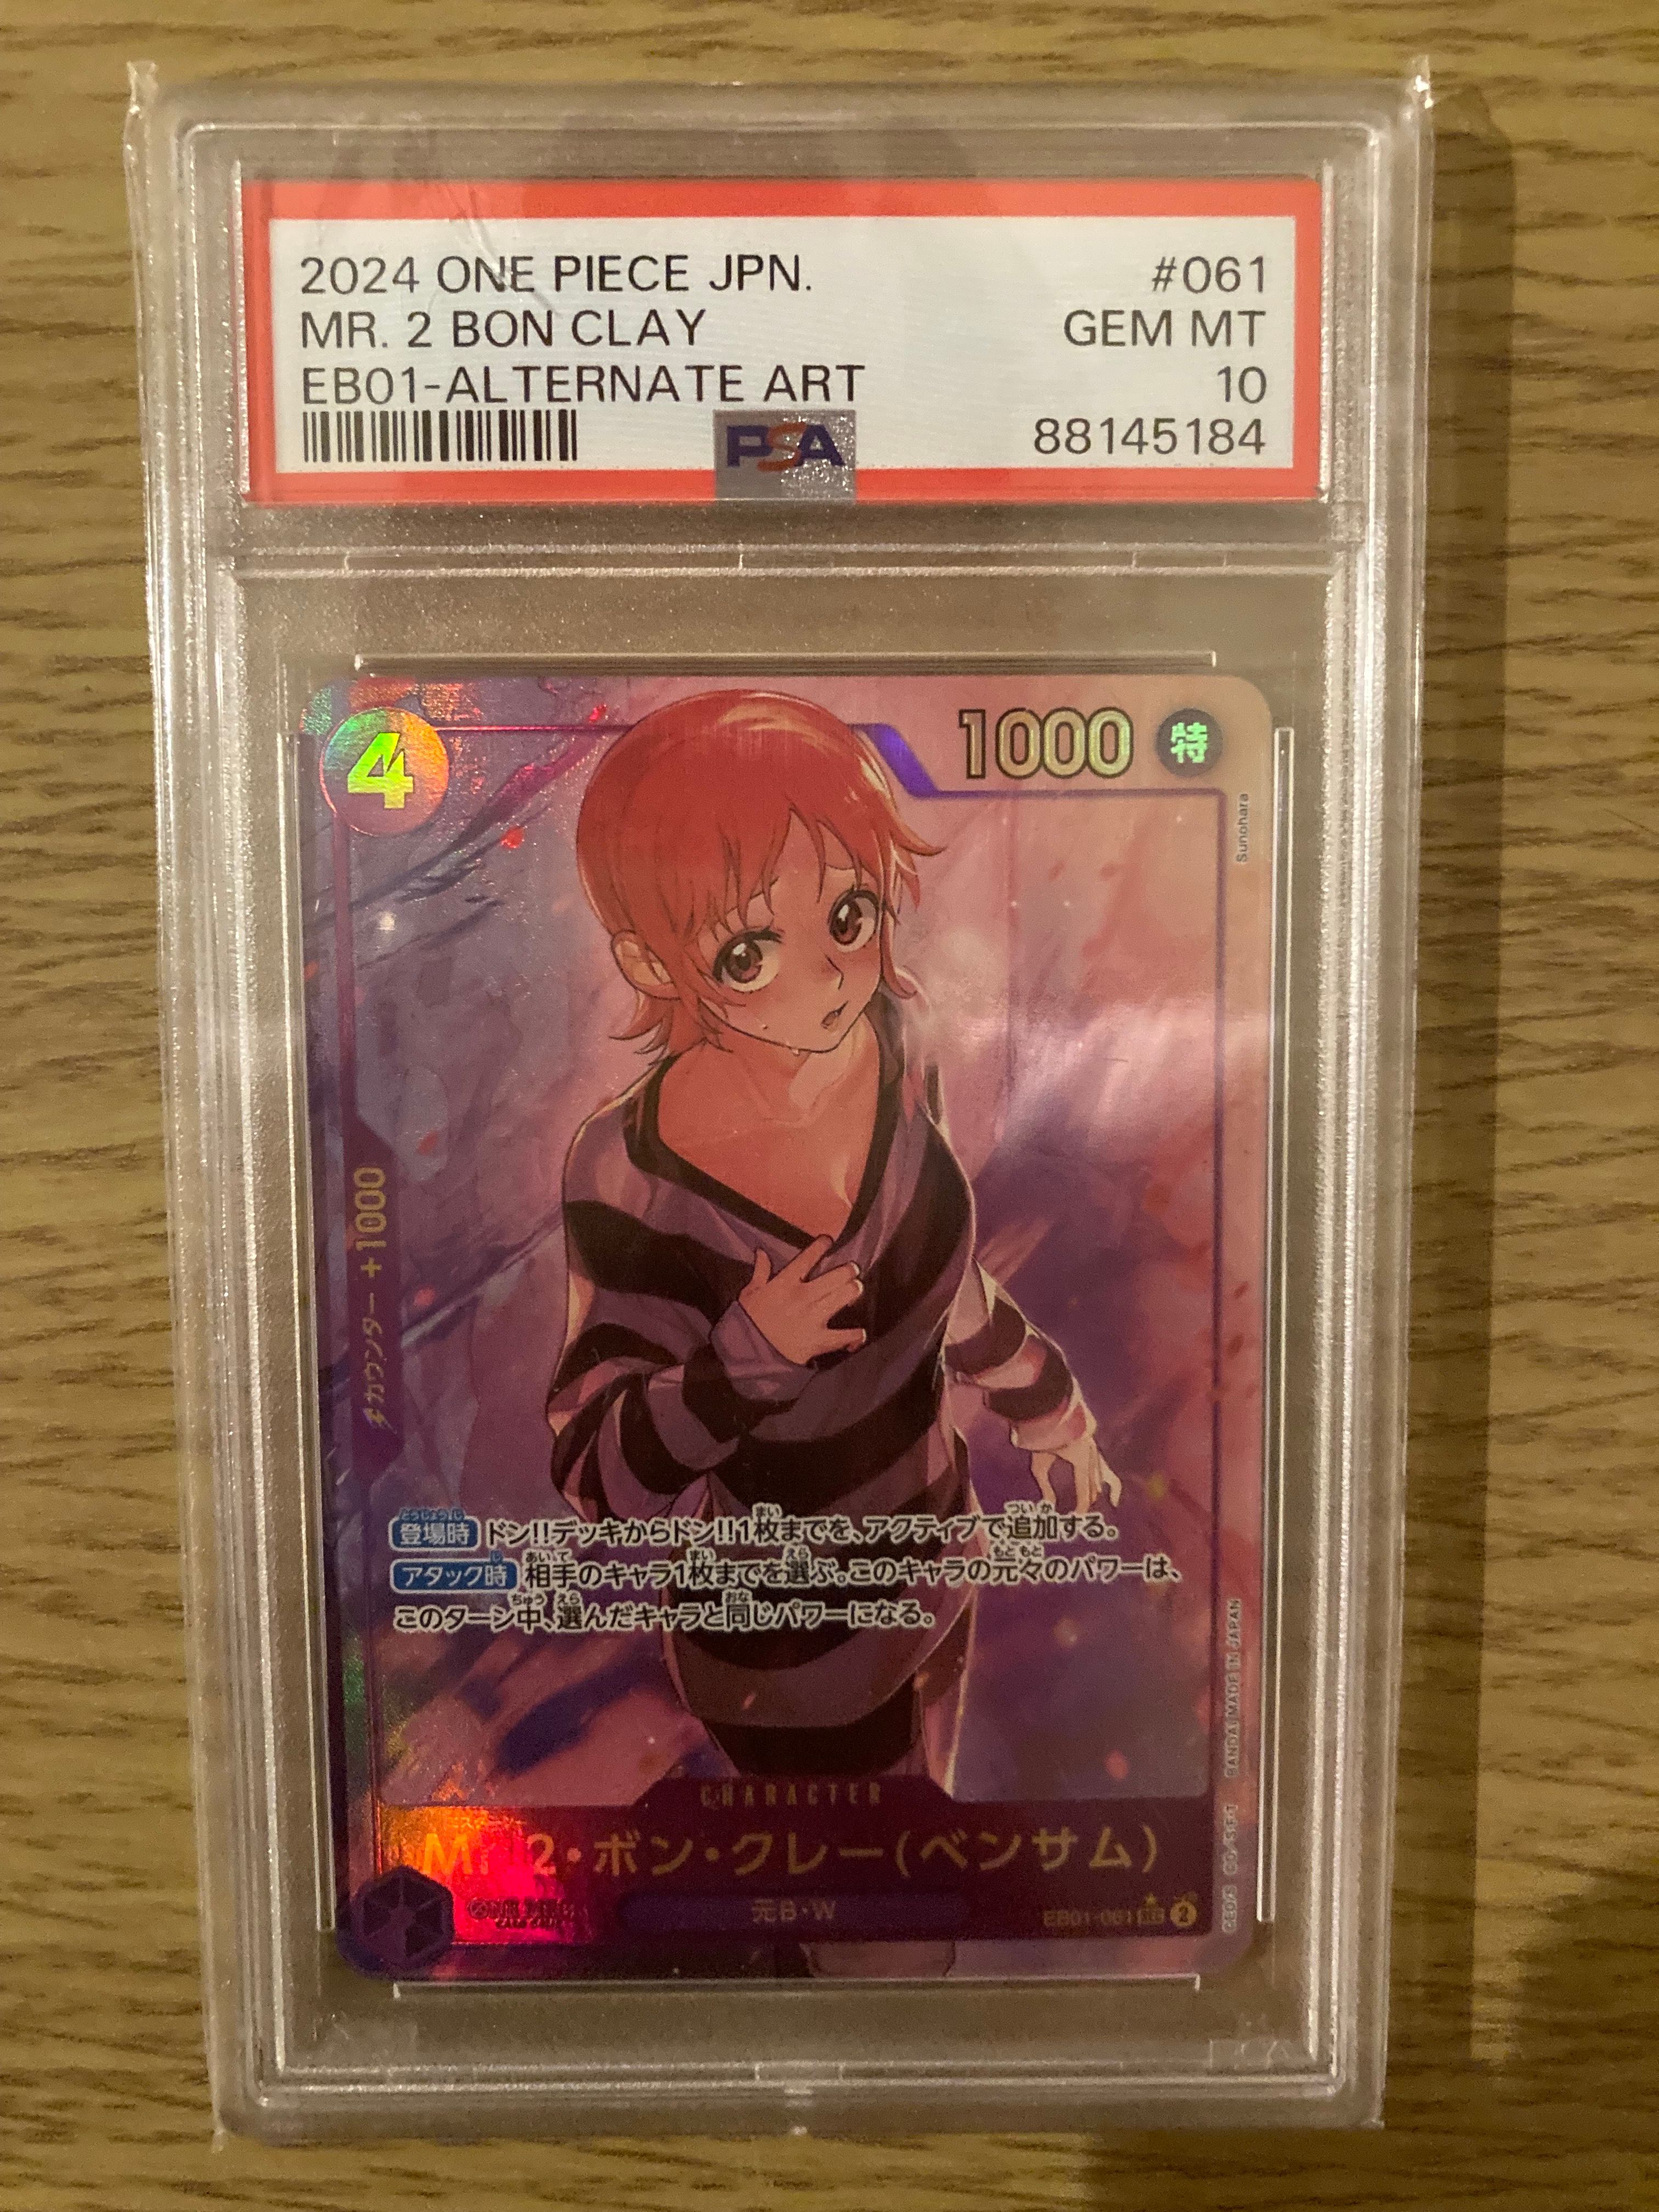 2024 ONE PIECE JPN. #061
MR. 2 BON CLAY GEM MT
EB01-ALTERNATE ART 10
PSA 88145184
4
1000 特
Sunohara
カウンター +1000
登場時 ドン!!デッキからドン!!1枚までを、アクティブで追加する。
アタック時 相手のキャラ1枚までを選ぶ。このキャラの元々のパワーは、
このターン中、選んだキャラと同じパワーになる。
CHARACTER
Mr.2・ボン・クレー(ベンサム)
元B・W
EB01-061
2
BANDAI MADE IN JAPAN